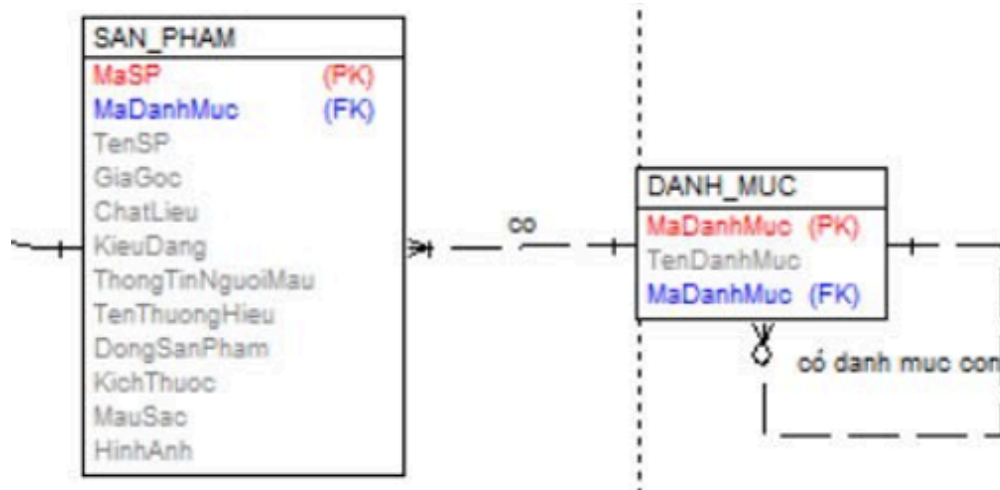 SAN_PHAM
MaSP (PK)
MaDanhMuc (FK)
TenSP
GiaGoc
ChatLieu
KieuDang
ThongTinNguoiMau
TenThuongHieu
DongSanPham
KichThuoc
MauSac
HinhAnh
co
DANH_MUC
MaDanhMuc (PK)
TenDanhMuc
MaDanhMuc (FK)
có danh muc con